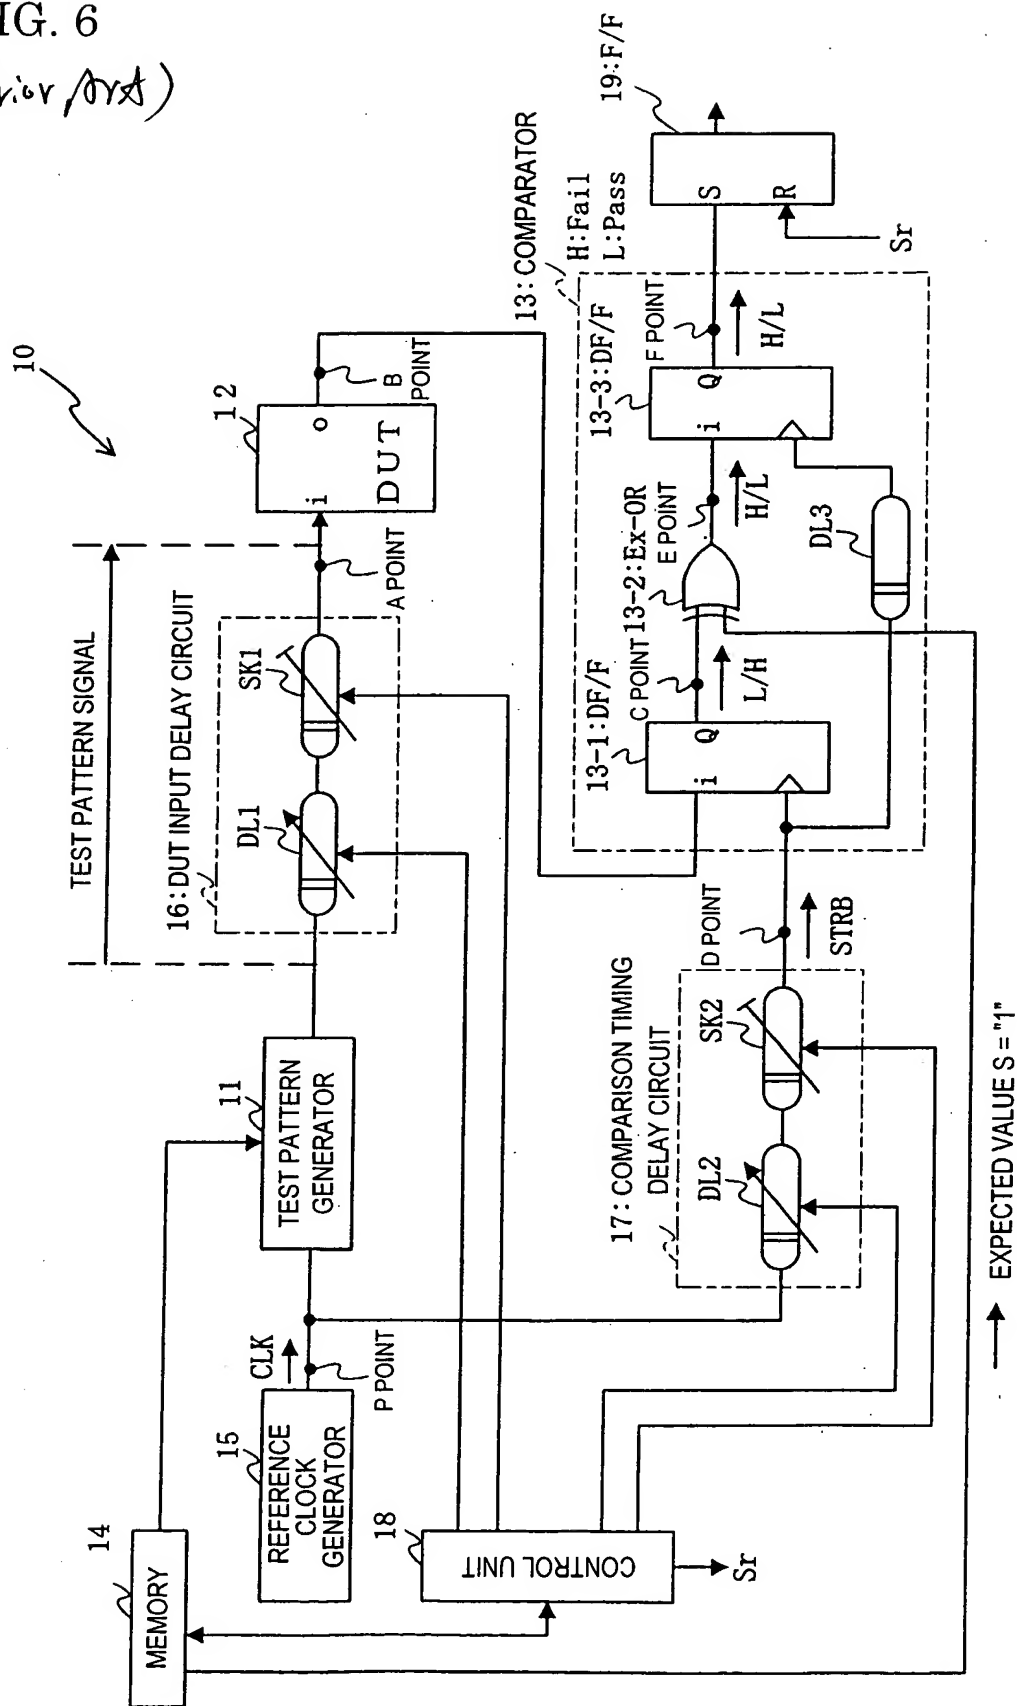 IG. 6
rior Art)
10
TEST PATTERN SIGNAL
16:DUT INPUT DELAY CIRCUIT
DL1
SK1
A POINT
12
i
o
DUT
B POINT
14
MEMORY
15
REFERENCE
CLOCK
GENERATOR
CLK
P POINT
11
TEST PATTERN
GENERATOR
18
CONTROL UNIT
Sr
17: COMPARISON TIMING
DELAY CIRCUIT
DL2
SK2
D POINT
STRB
13: COMPARATOR
13-1:DF/F
i
Q
C POINT
L/H
13-2:Ex-OR
E POINT
H/L
13-3:DF/F
i
Q
F POINT
H/L
DL3
H:Fail
L:Pass
19:F/F
S
R
Sr
EXPECTED VALUE S = "1"